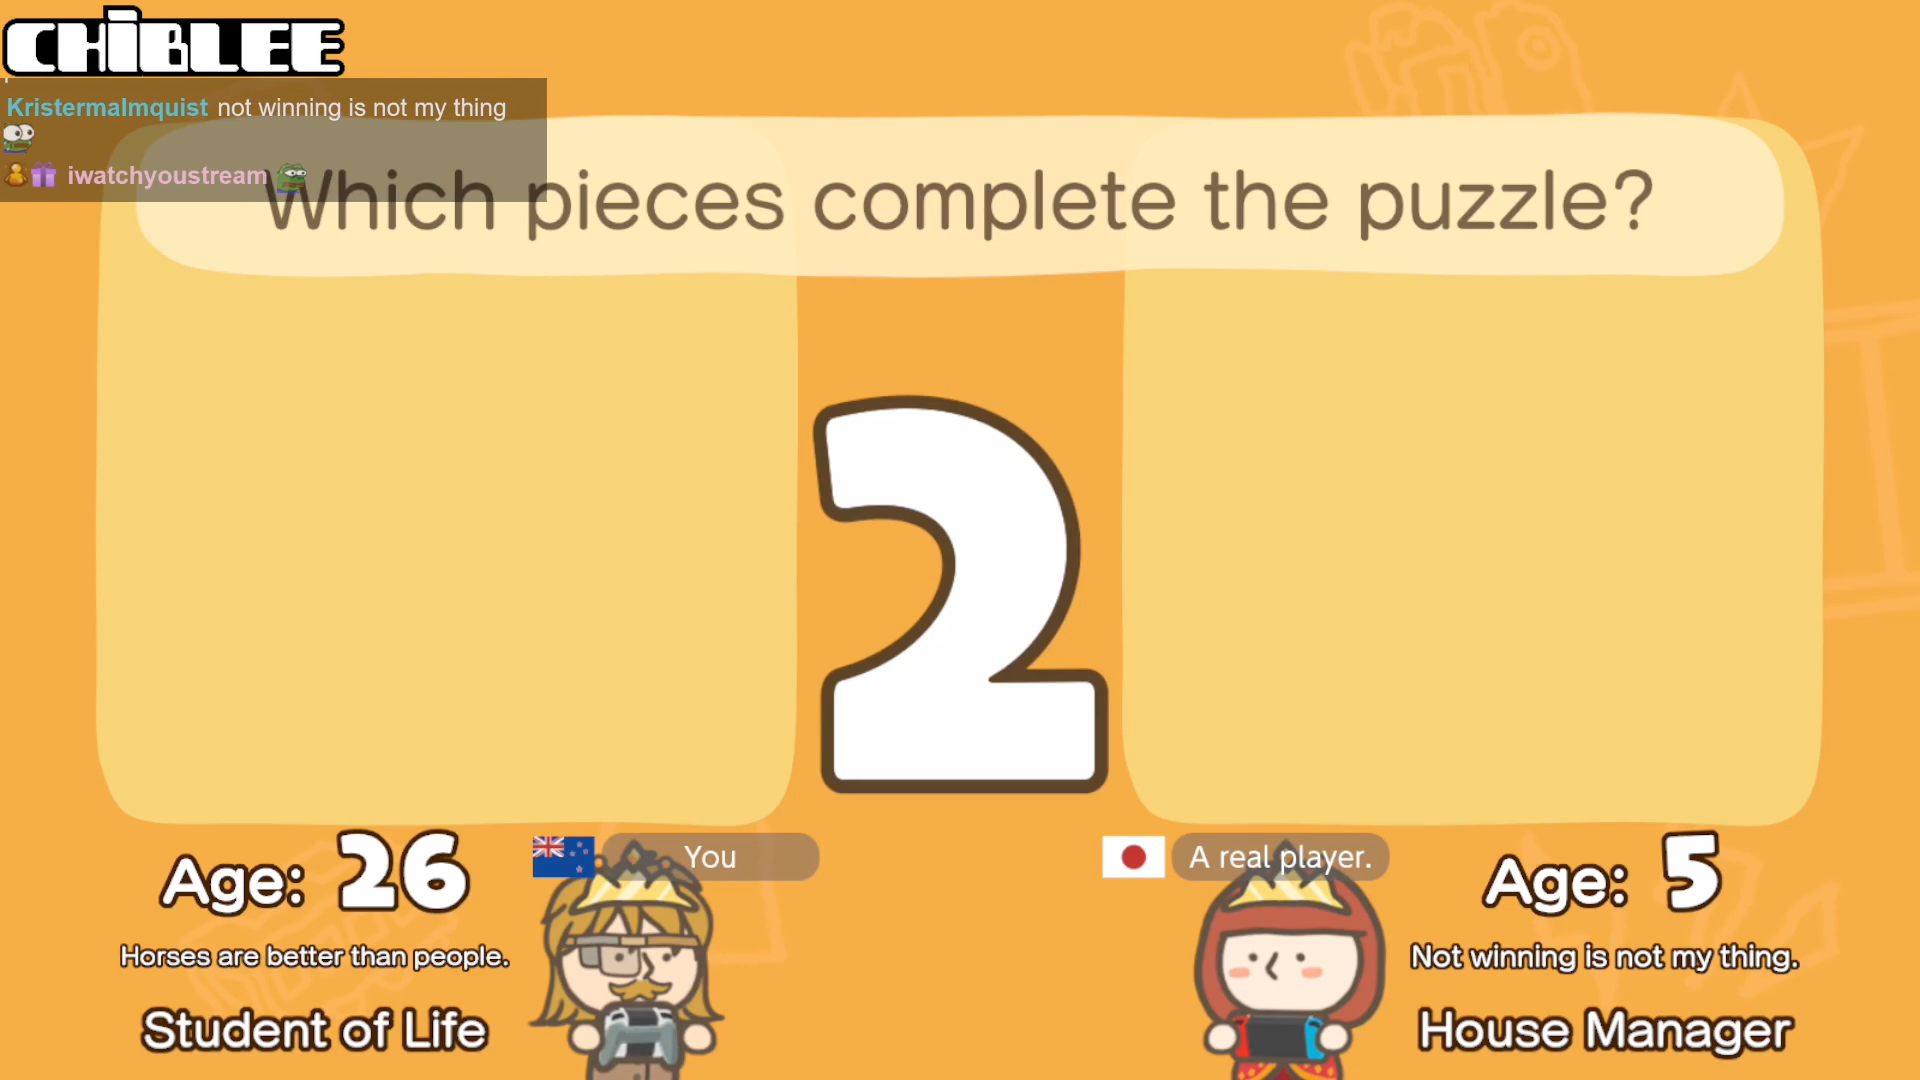 CHiBLEE
Kristermalmquist not winning is not my thing
iwatchyoustream
Which pieces complete the puzzle?
2
You
A real player.
Age: 26
Age: 5
Horses are better than people.
Not winning is not my thing.
Student of Life
House Manager